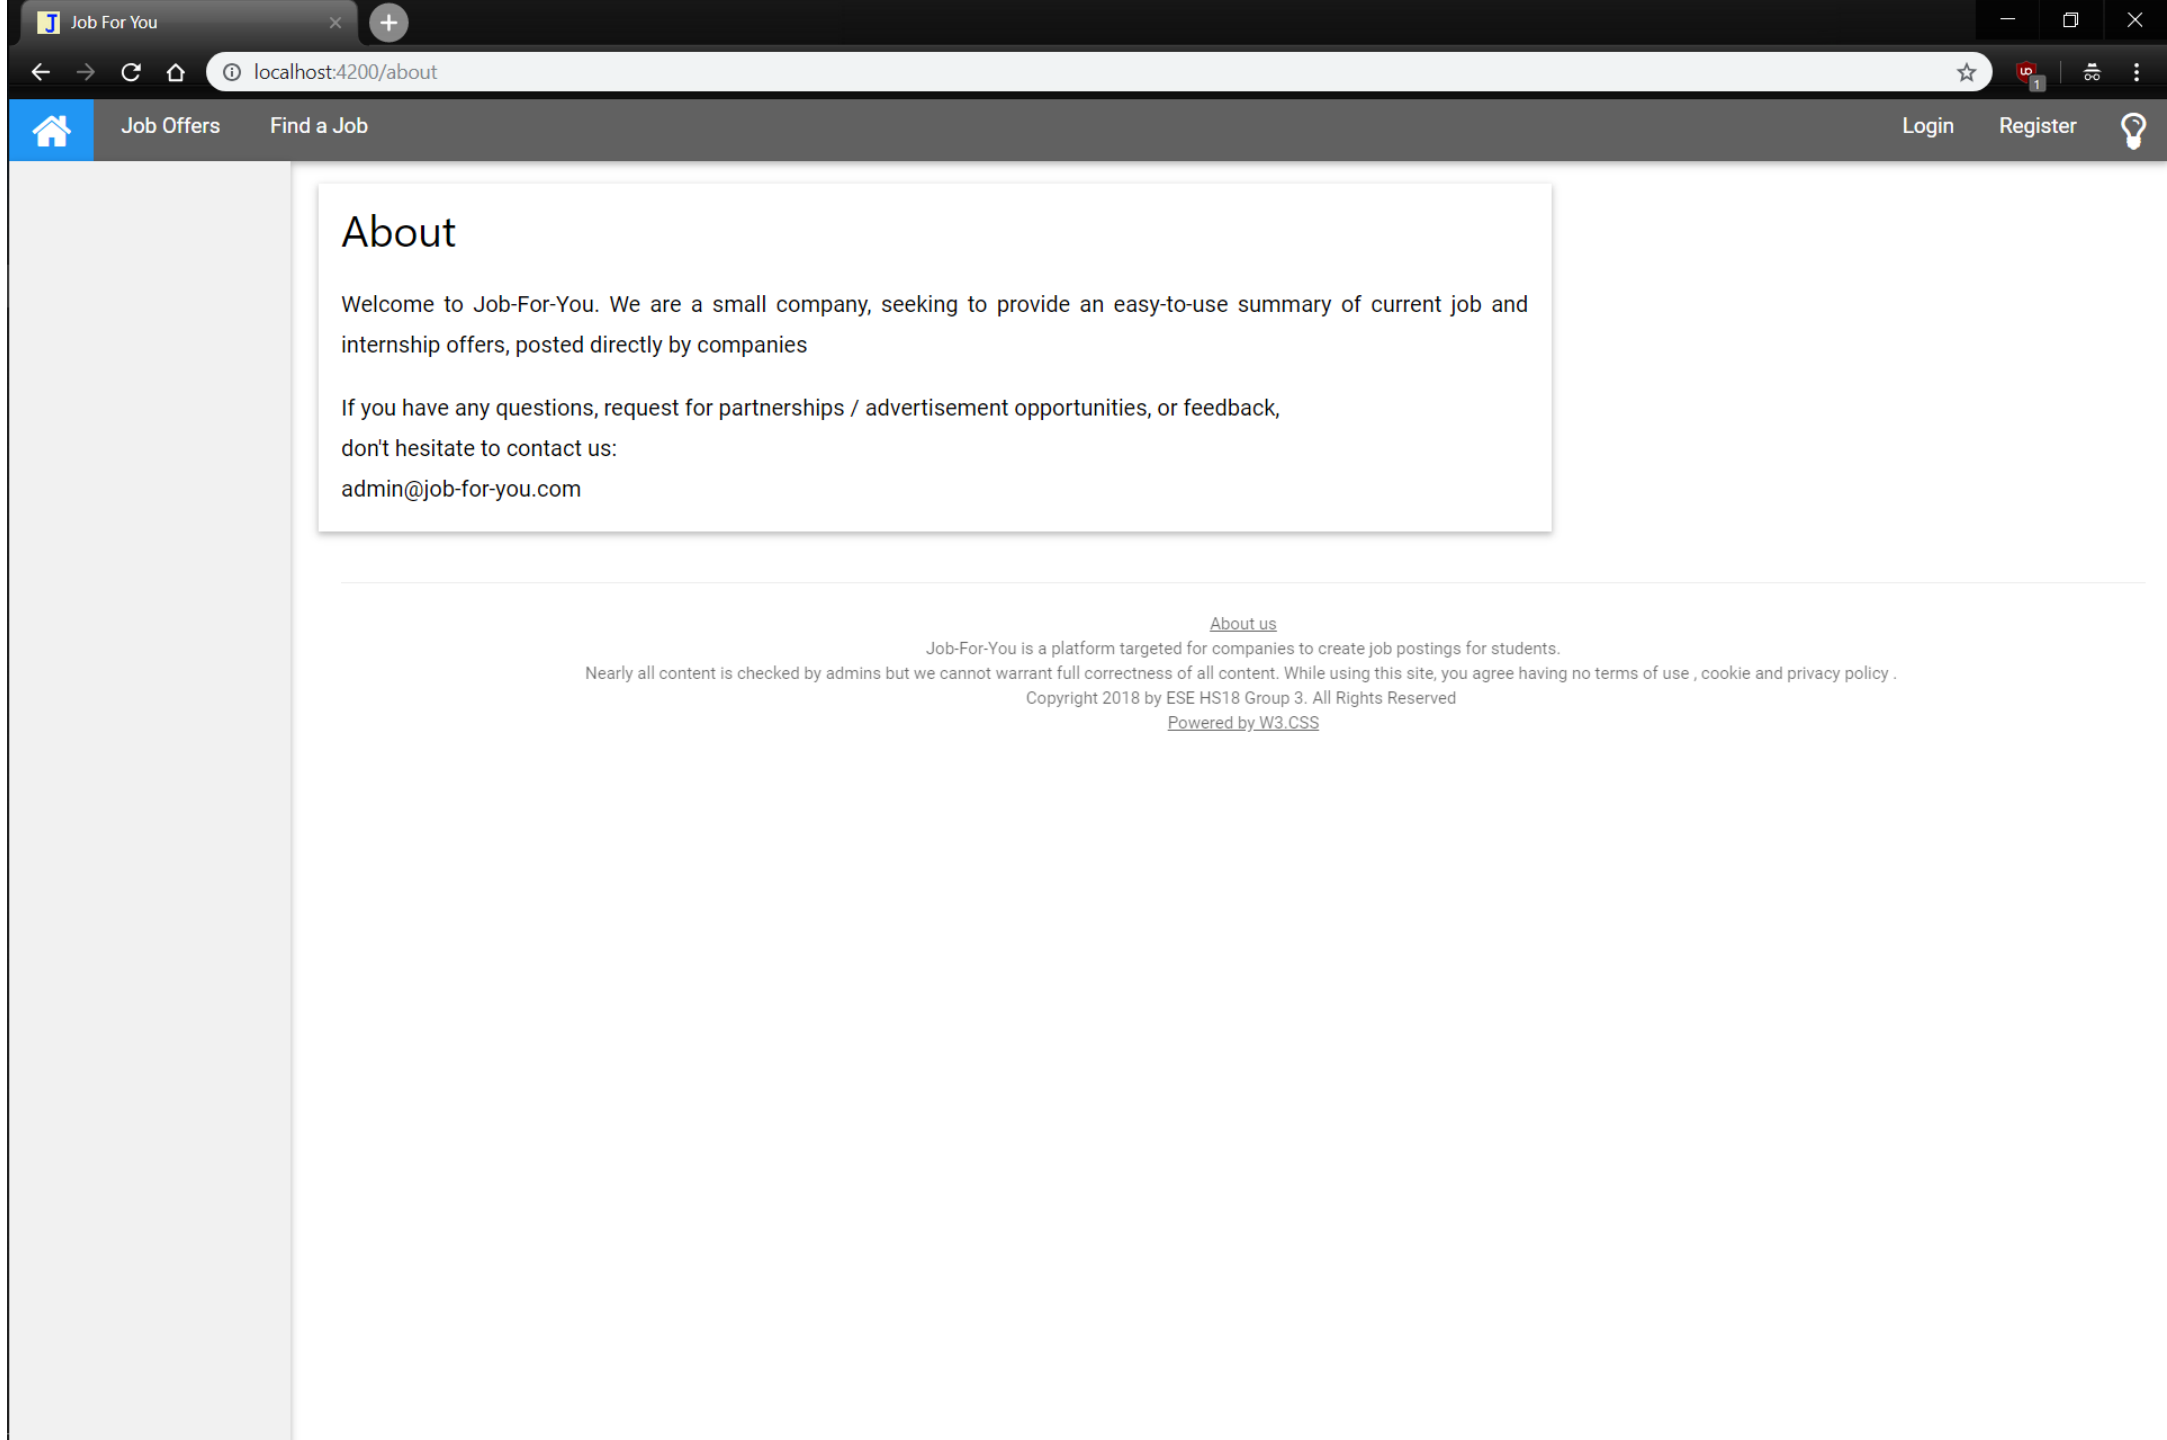 J Job For You
localhost:4200/about
UD 1
Job Offers Find a Job Login Register
About
Welcome to Job-For-You. We are a small company, seeking to provide an easy-to-use summary of current job and
internship offers, posted directly by companies
If you have any questions, request for partnerships / advertisement opportunities, or feedback,
don't hesitate to contact us:
admin@job-for-you.com
About us
Job-For-You is a platform targeted for companies to create job postings for students.
Nearly all content is checked by admins but we cannot warrant full correctness of all content. While using this site, you agree having no terms of use , cookie and privacy policy .
Copyright 2018 by ESE HS18 Group 3. All Rights Reserved
Powered by W3.CSS